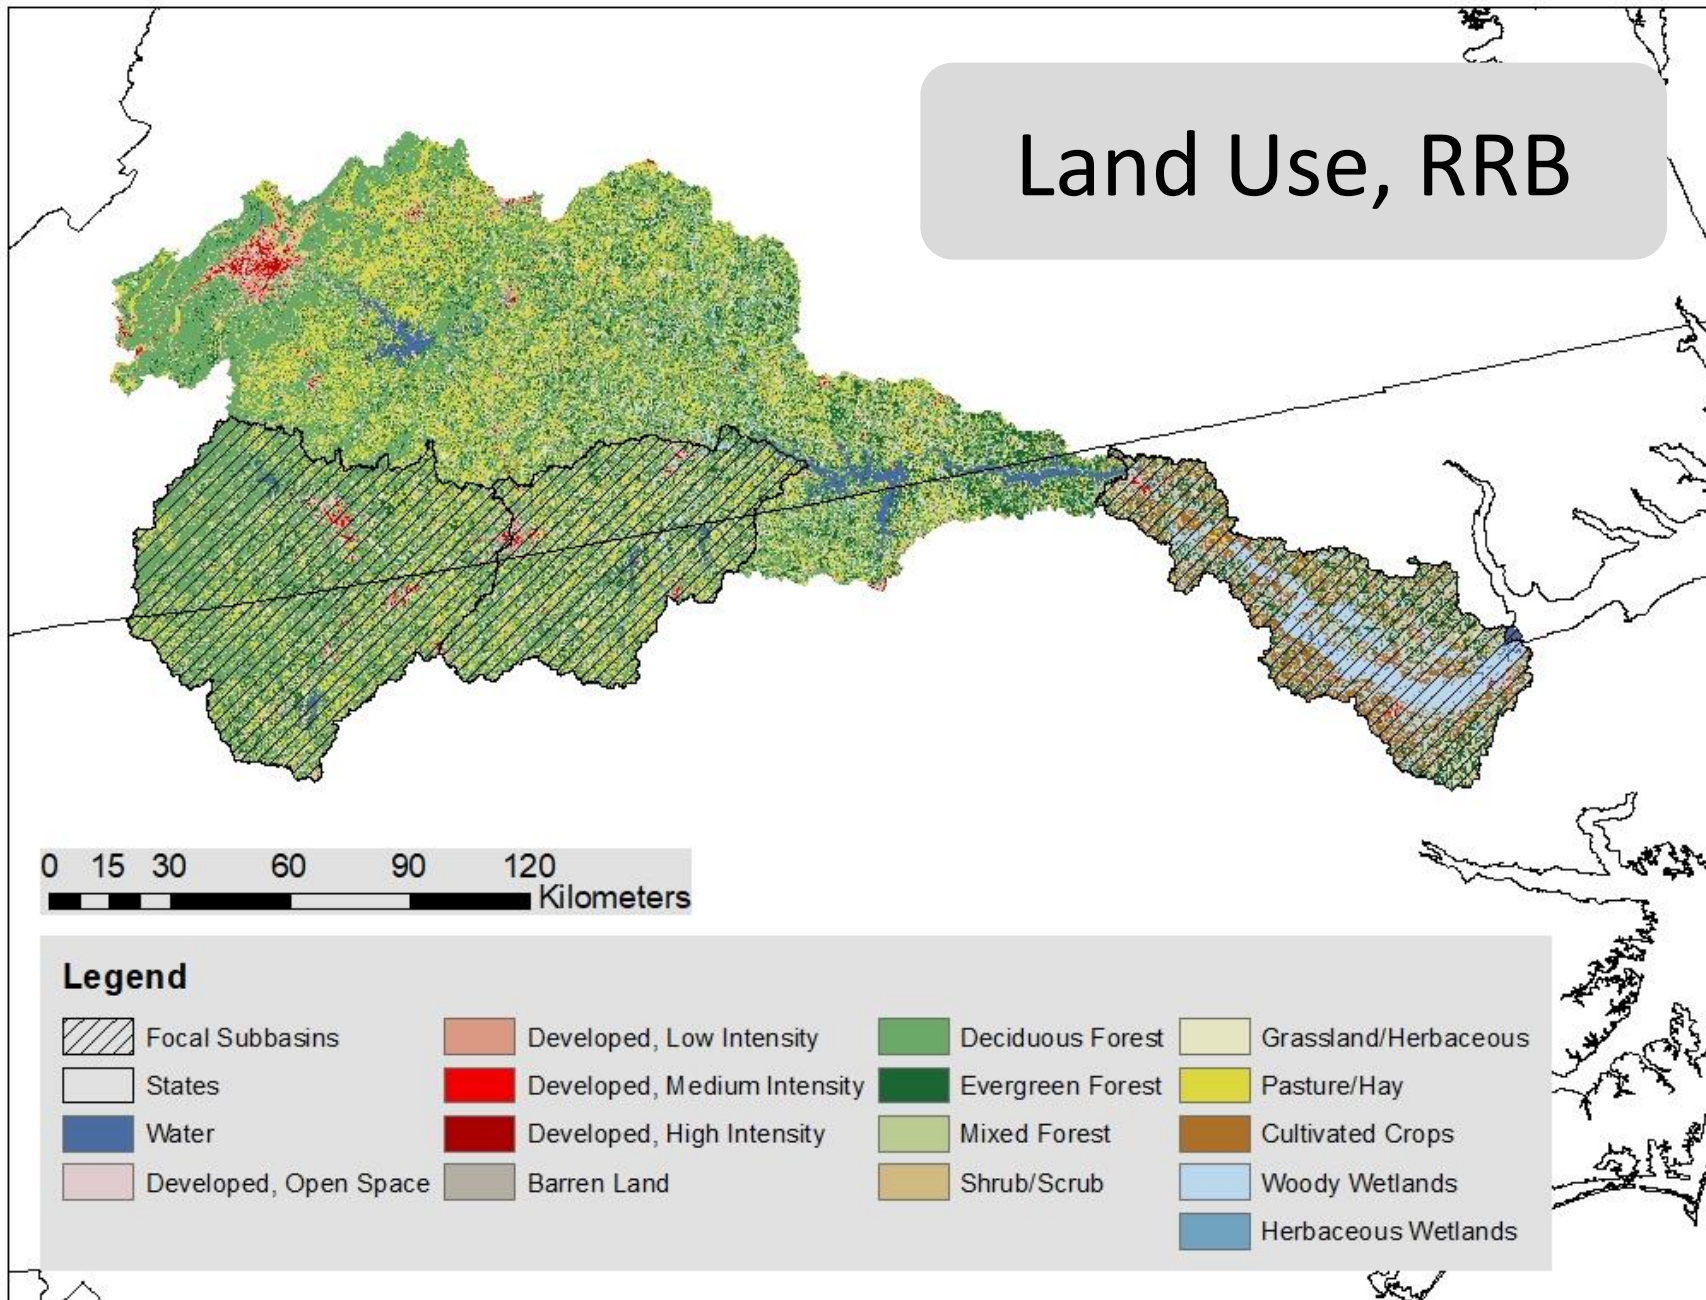 Land Use, RRB
0 15 30 60 90 120
Kilometers
Legend
Focal Subbasins
States
Water
Developed, Open Space
Developed, Low Intensity
Developed, Medium Intensity
Developed, High Intensity
Barren Land
Deciduous Forest
Evergreen Forest
Mixed Forest
Shrub/Scrub
Grassland/Herbaceous
Pasture/Hay
Cultivated Crops
Woody Wetlands
Herbaceous Wetlands